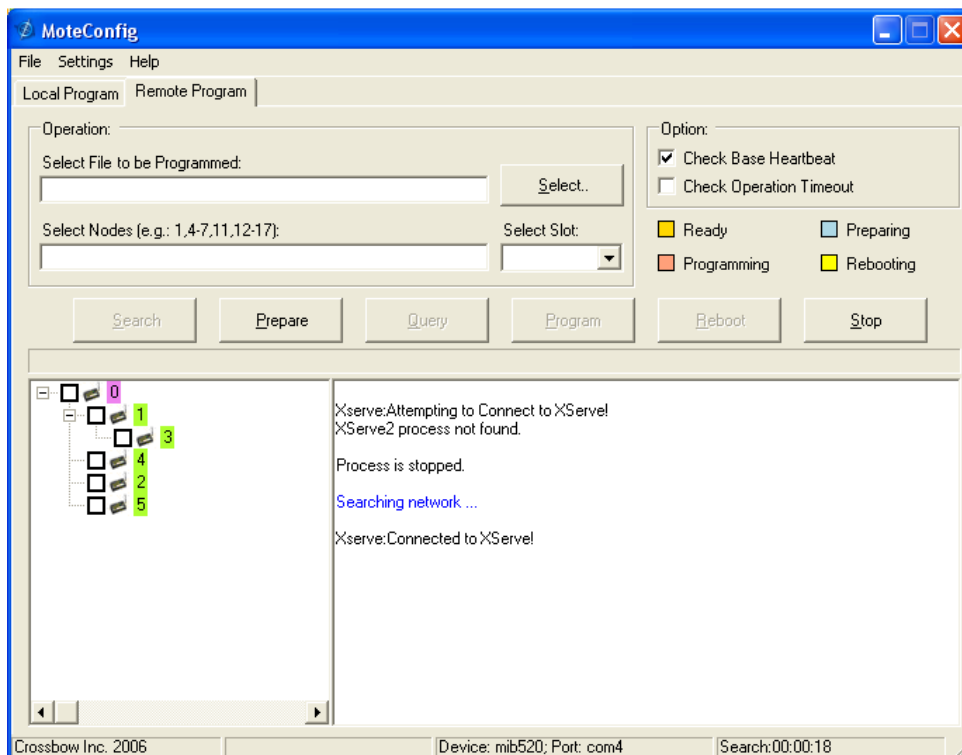 MoteConfig
File Settings Help
Local Program Remote Program
Operation:
Select File to be Programmed:
Select..
Select Nodes (e.g.: 1,4-7,11,12-17):
Select Slot:
Option:
Check Base Heartbeat
Check Operation Timeout
Ready Preparing
Programming Rebooting
Search Prepare Query Program Reboot Stop
0
1
3
4
2
5
Xserve:Attempting to Connect to XServe!
XServe2 process not found.
Process is stopped.
Searching network ...
Xserve:Connected to XServe!
Crossbow Inc. 2006 Device: mib520; Port: com4 Search:00:00:18